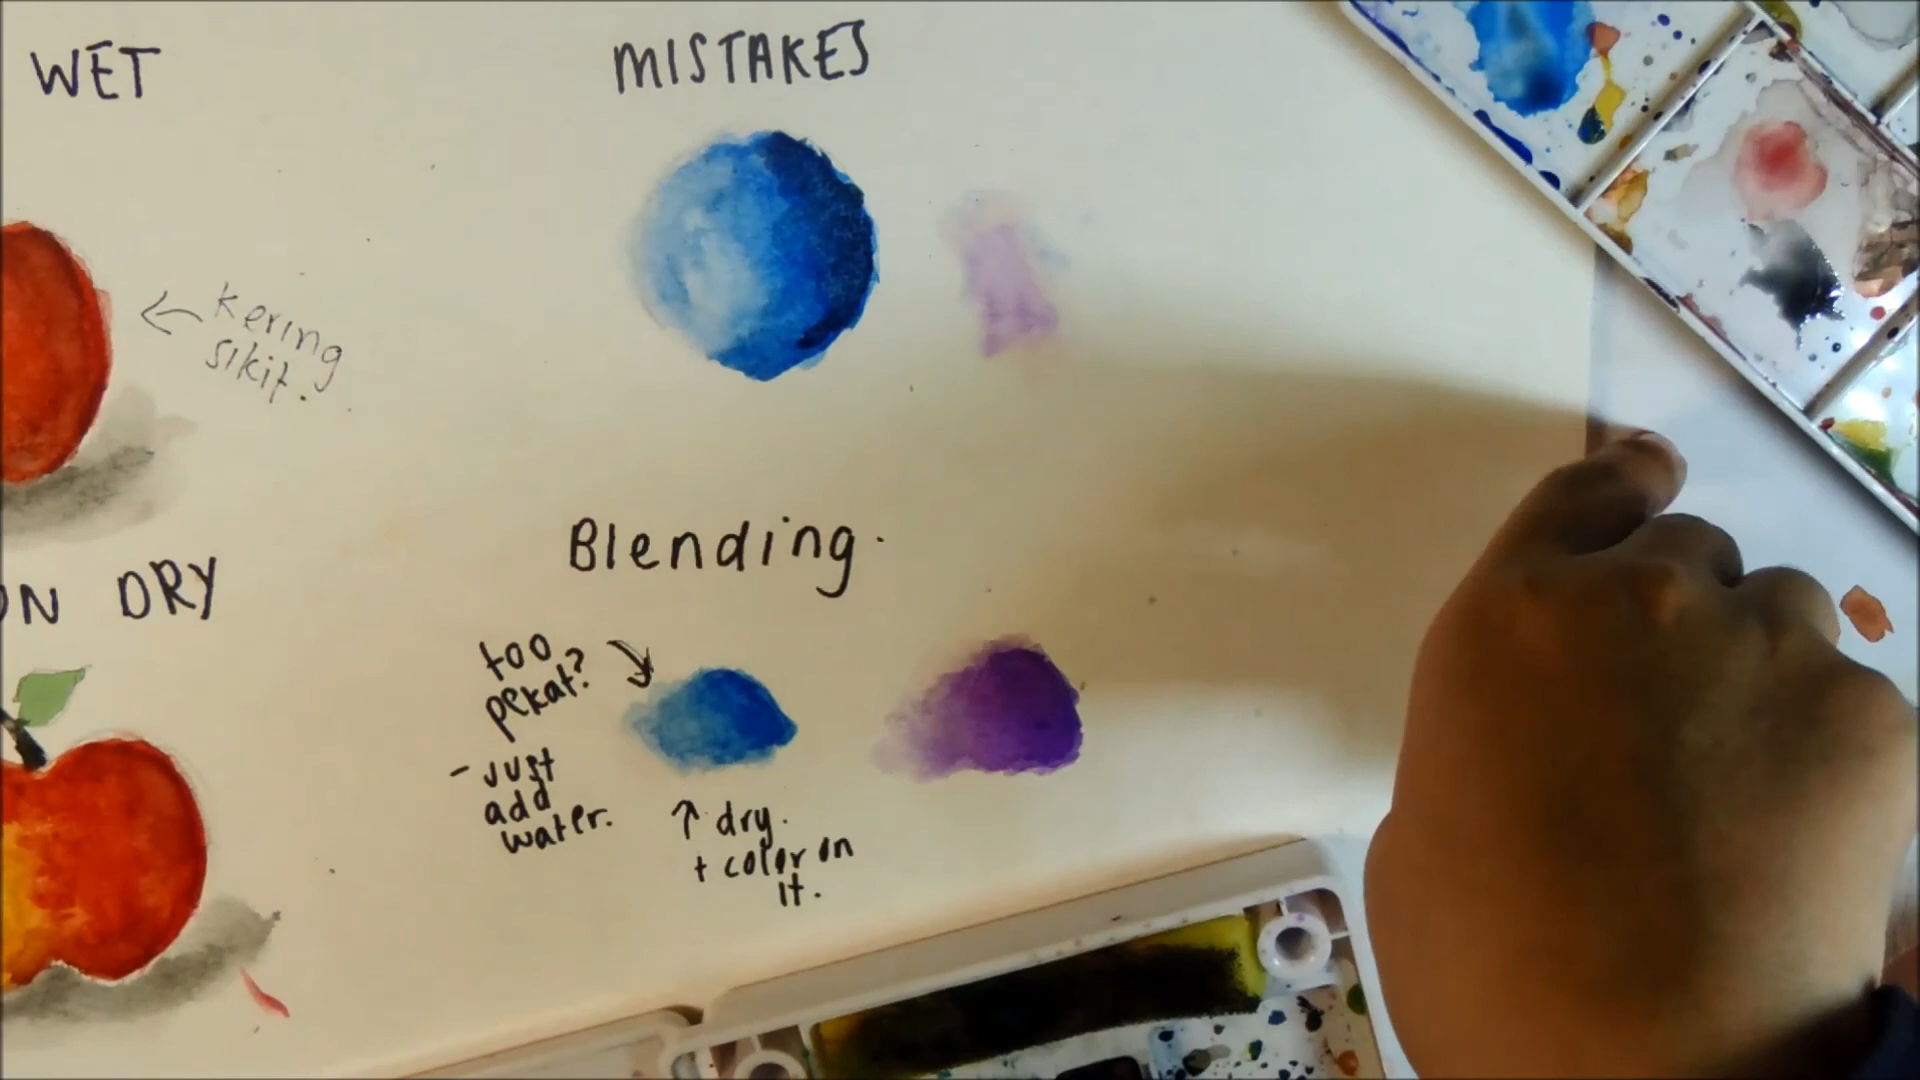 WET
MISTAKES
← kering
sikit.
Blending.
ON DRY
too
pekat?
- Just
add
water.
↑ dry.
+ color on
it.